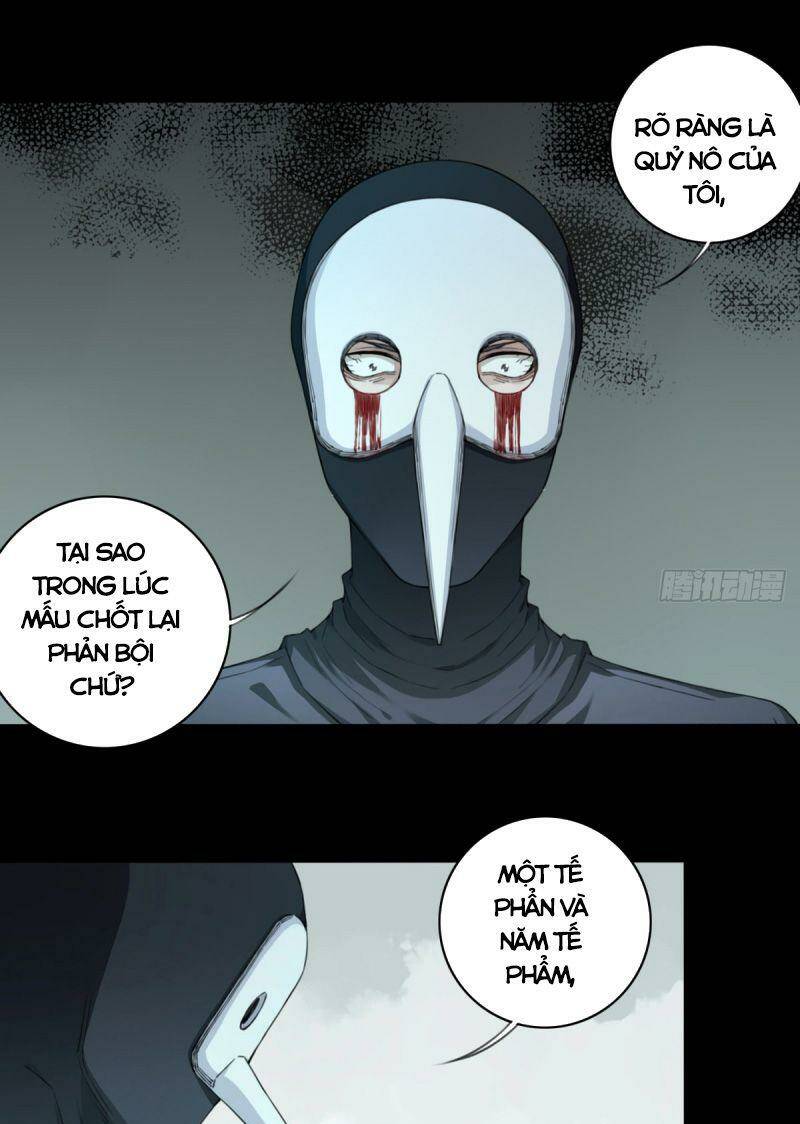 RÕ RÀNG LÀ
QUỶ NÔ CỦA
TÔI,
TẠI SAO
TRONG LÚC
MẤU CHỐT LẠI
PHẢN BỘI
CHỨ?
腾讯动漫
MỘT TẾ
PHẨN VÀ
NĂM TẾ
PHẨM,